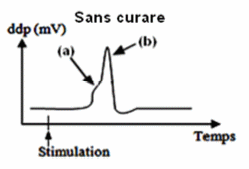 Sans curare
ddp (mV)
(a)
(b)
Temps
Stimulation